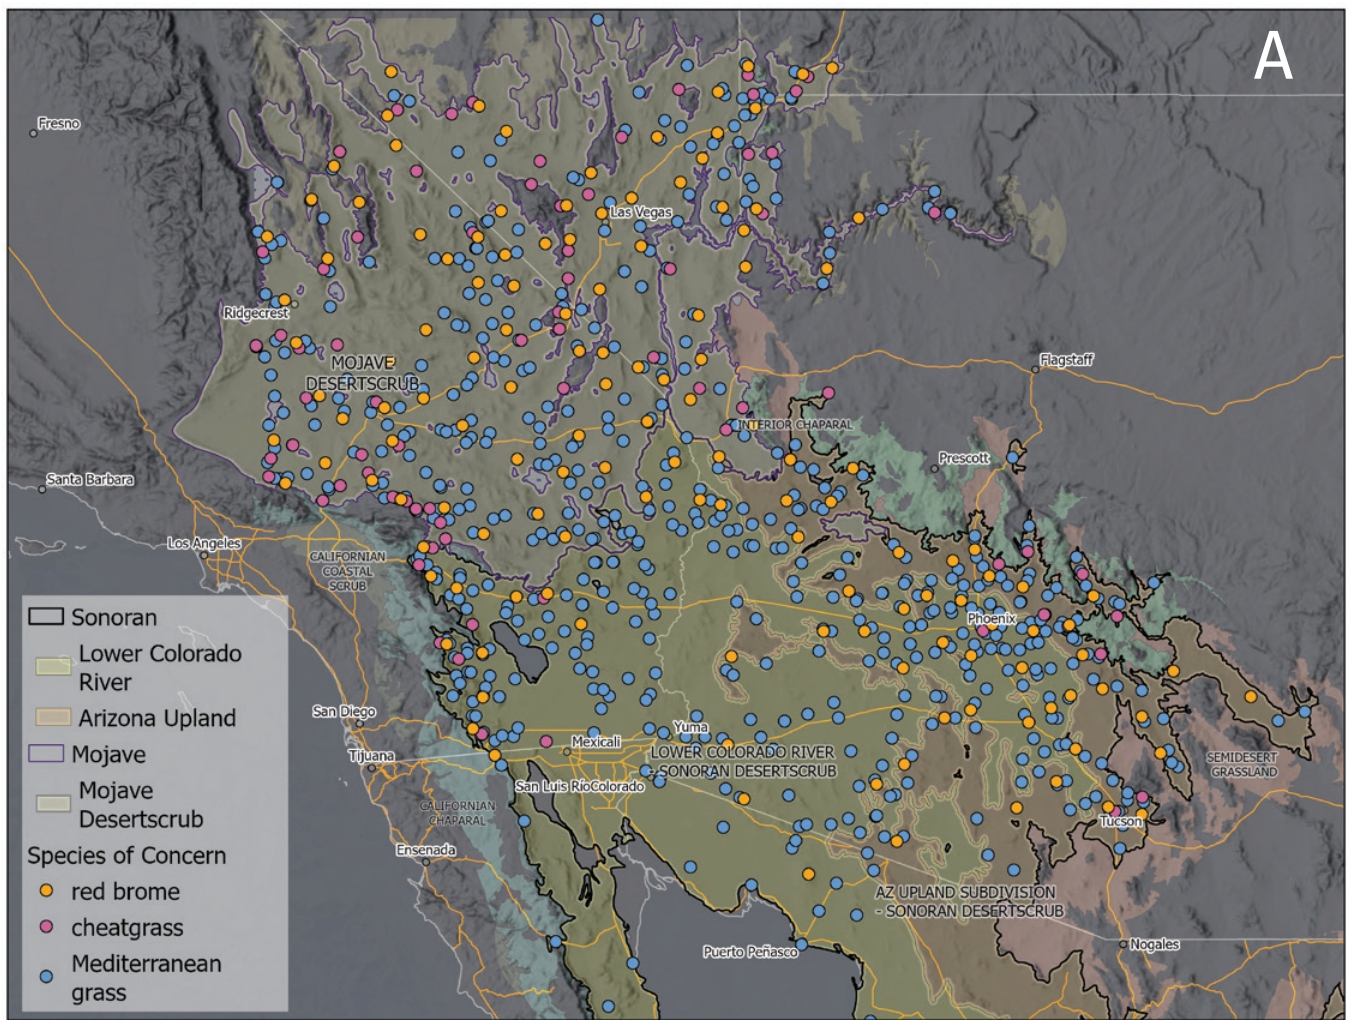 A
Fresno
Las Vegas
Ridgecrest
MOJAVE
DESERTSCRUB
Flagstaff
INTERIOR CHAPARAL
Prescott
Santa Barbara
Los Angeles
CALIFORNIAN
COASTAL
SCRUB
Phoenix
Sonoran
Lower Colorado
River
Arizona Upland
Mojave
Mojave
Desertscrub
Species of Concern
red brome
cheatgrass
Mediterranean
grass
San Diego
Tijuana
Yuma
Mexicali
LOWER COLORADO RIVER
- SONORAN DESERTSCRUB
SEMIDESERT
GRASSLAND
San Luis RíoColorado
CALIFORNIAN
CHAPARAL
Tucson
Ensenada
AZ UPLAND SUBDIVISION
- SONORAN DESERTSCRUB
Puerto Peñasco
Nogales